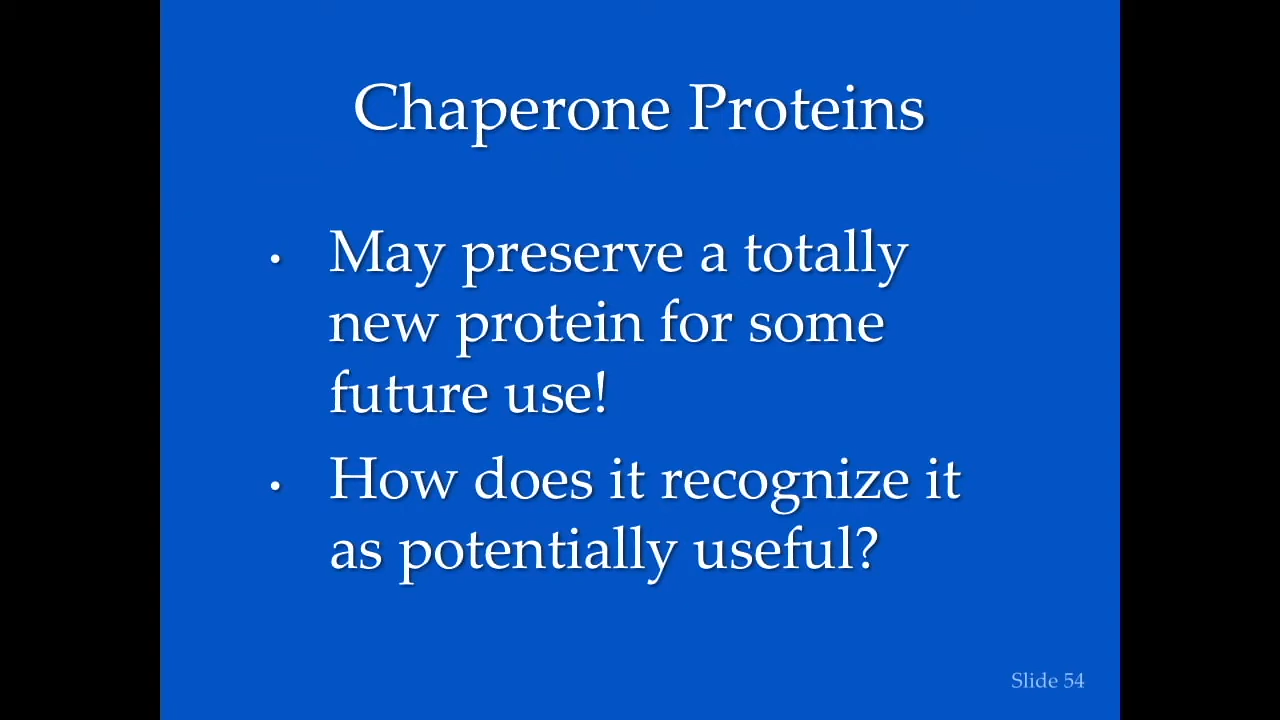 Chaperone Proteins
• May preserve a totally
new protein for some
future use!
• How does it recognize it
as potentially useful?
Slide 54